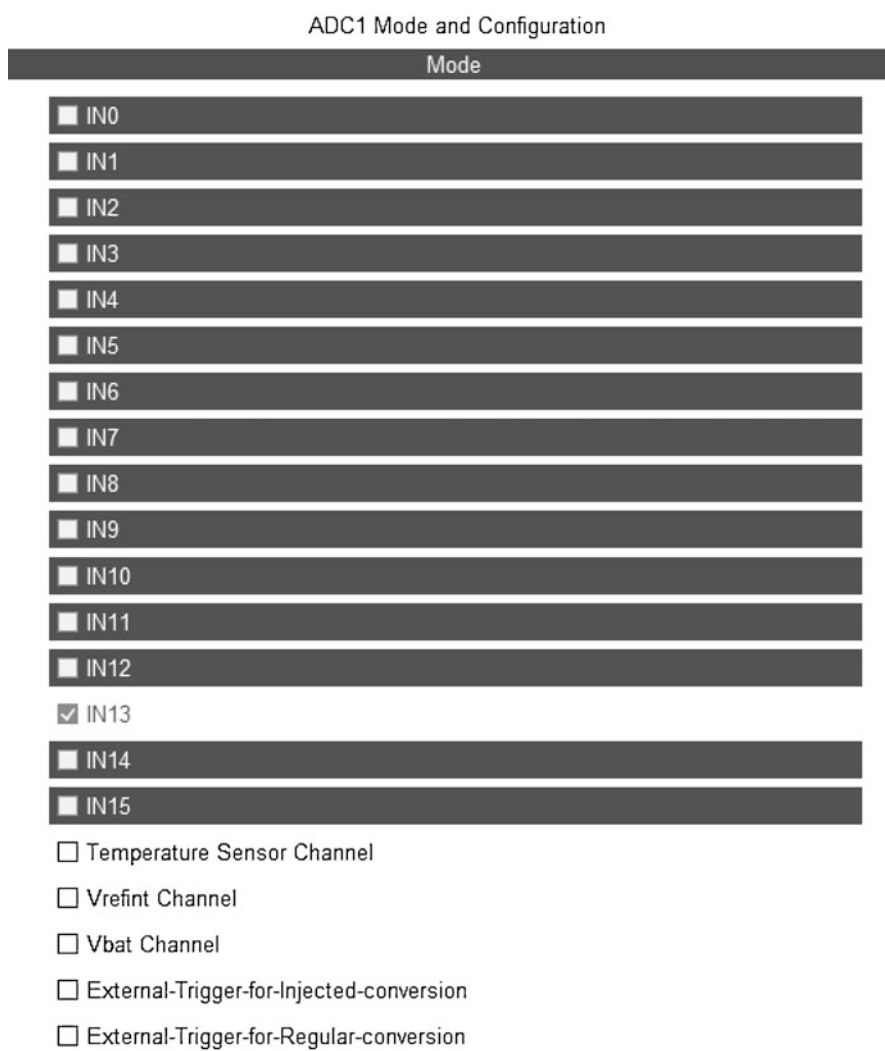 ADC1 Mode and Configuration
Mode
IN0
IN1
IN2
IN3
IN4
IN5
IN6
IN7
IN8
IN9
IN10
IN11
IN12
IN13
IN14
IN15
Temperature Sensor Channel
Vrefint Channel
Vbat Channel
External-Trigger-for-Injected-conversion
External-Trigger-for-Regular-conversion